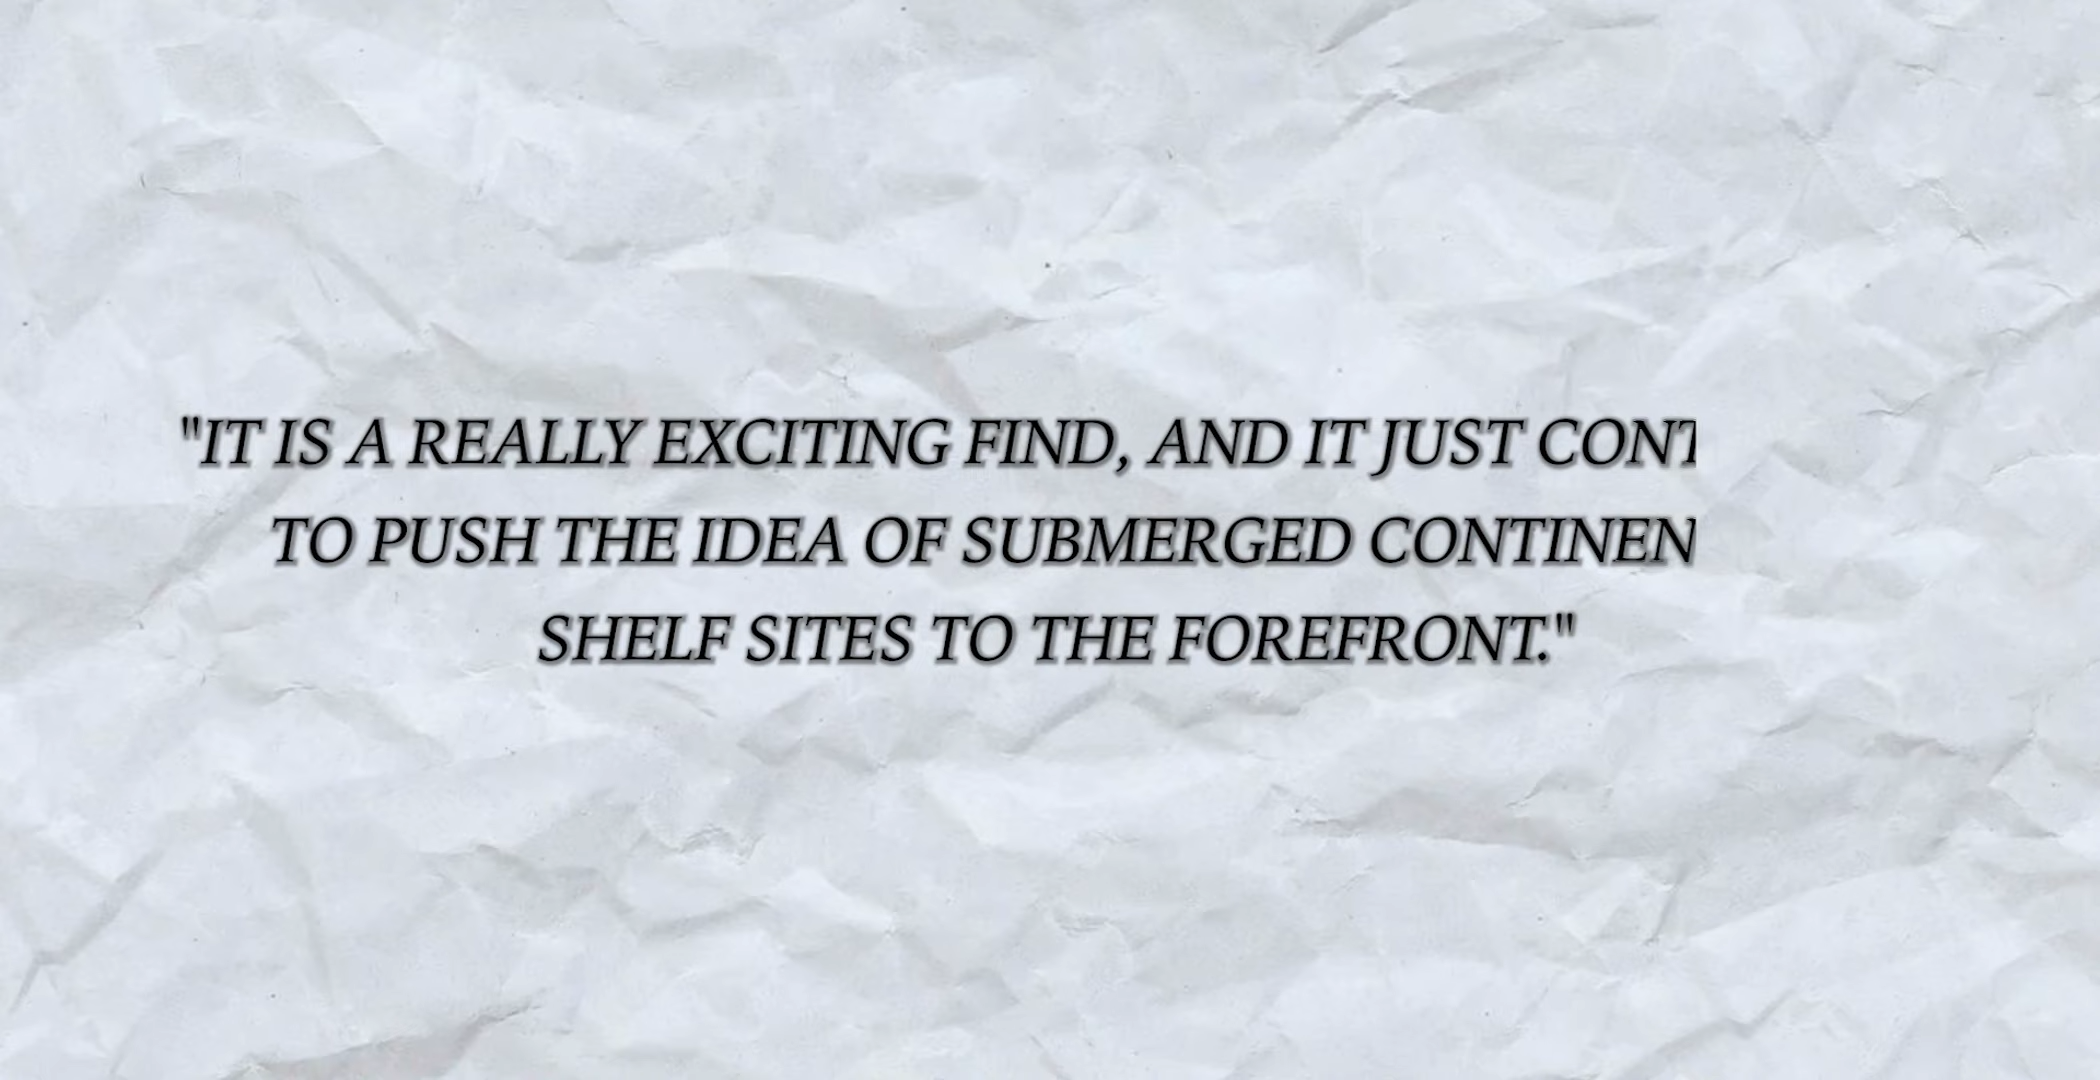 "IT IS A REALLY EXCITING FIND, AND IT JUST CONT
TO PUSH THE IDEA OF SUBMERGED CONTINEN
SHELF SITES TO THE FOREFRONT."